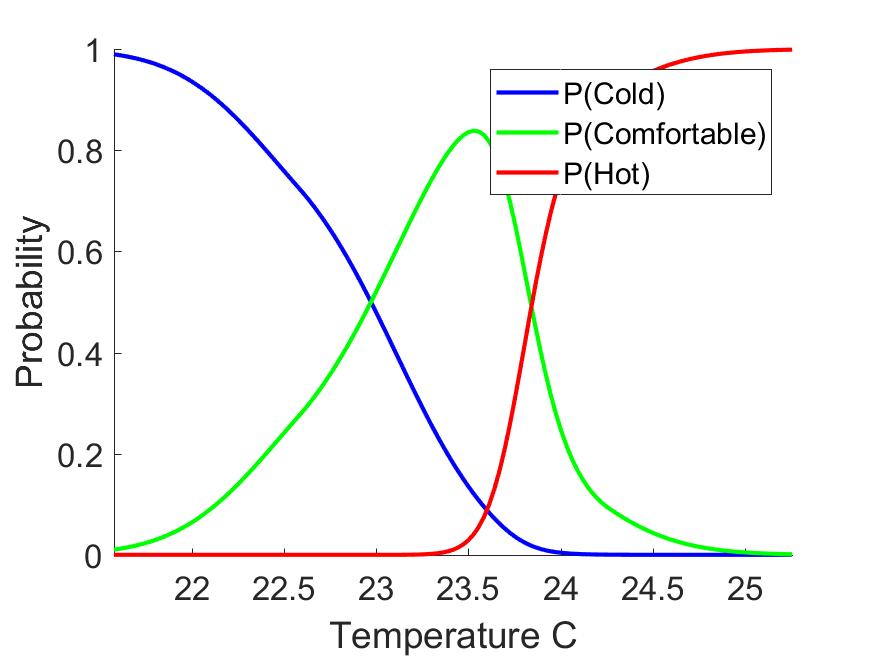 1
0.8
0.6
0.4
0.2
0
Probability
P(Cold)
P(Comfortable)
P(Hot)
22 22.5 23 23.5 24 24.5 25
Temperature C